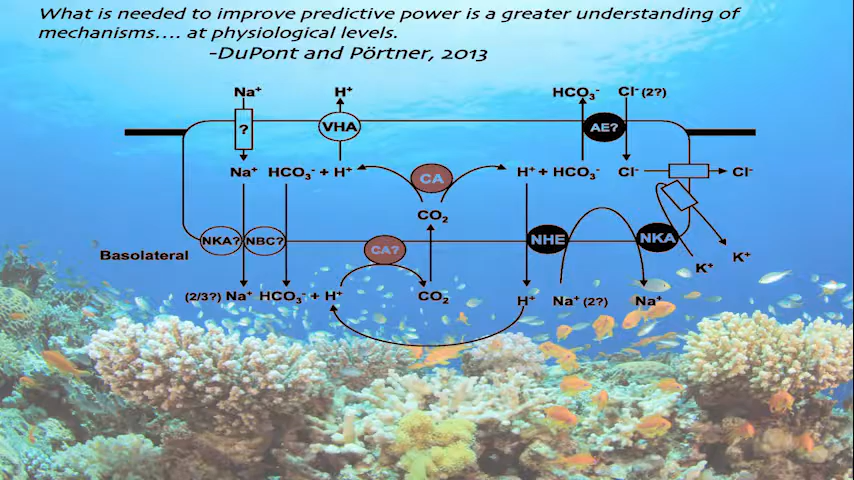 What is needed to improve predictive power is a greater understanding of
mechanisms…. at physiological levels.
-DuPont and Pörtner, 2013
Na⁺ H⁺ HCO₃⁻ Cl⁻ (2?)
? VHA AE?
Na⁺ HCO₃⁻ + H⁺ CA H⁺ + HCO₃⁻ Cl⁻ Cl⁻
CO₂
NKA? NBC? CA? NHE NKA
Basolateral K⁺ K⁺
(2/3?) Na⁺ HCO₃⁻ + H⁺ CO₂ H⁺ Na⁺ (2?) Na⁺